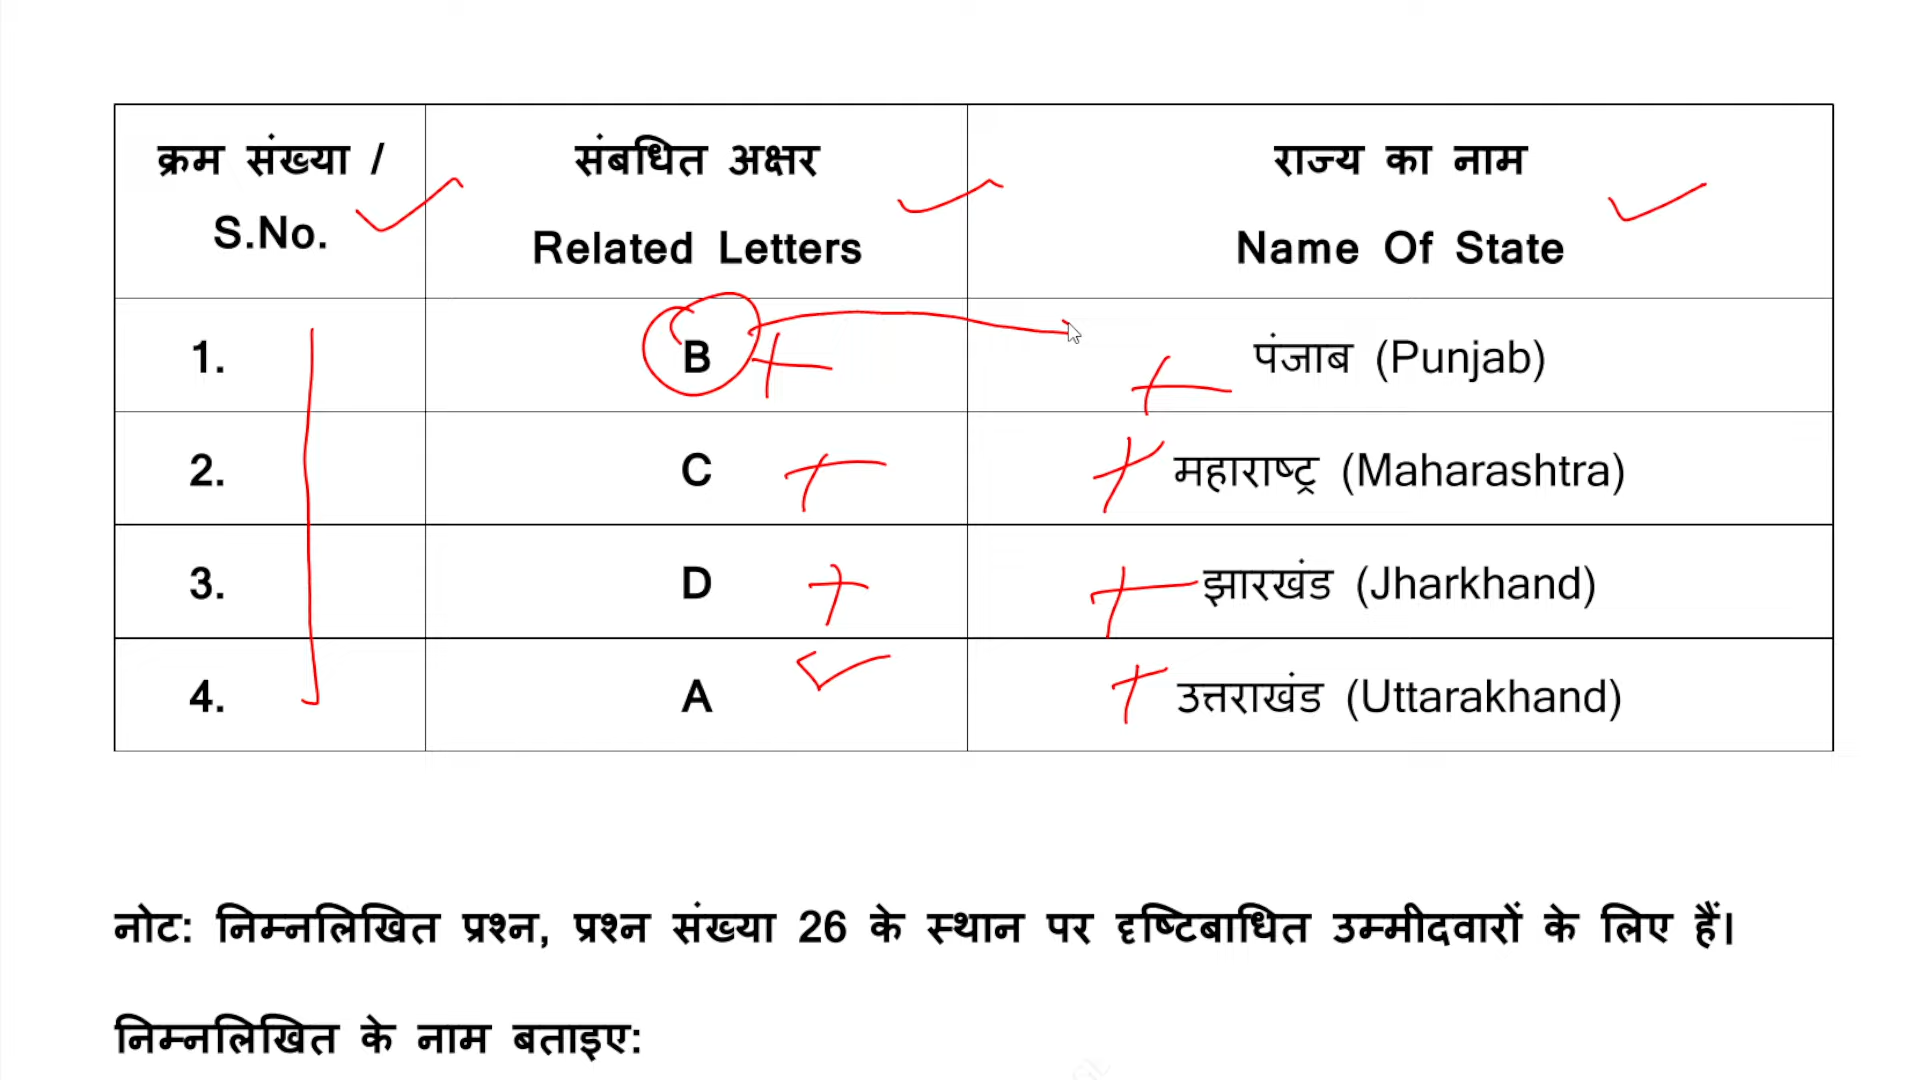 क्रम संख्या /
S.No.
संबधित अक्षर
Related Letters
राज्य का नाम
Name Of State
1. B पंजाब (Punjab)
2. C महाराष्ट्र (Maharashtra)
3. D झारखंड (Jharkhand)
4. A उत्तराखंड (Uttarakhand)
नोट: निम्नलिखित प्रश्न, प्रश्न संख्या 26 के स्थान पर दृष्टिबाधित उम्मीदवारों के लिए हैं।
निम्नलिखित के नाम बताइए: